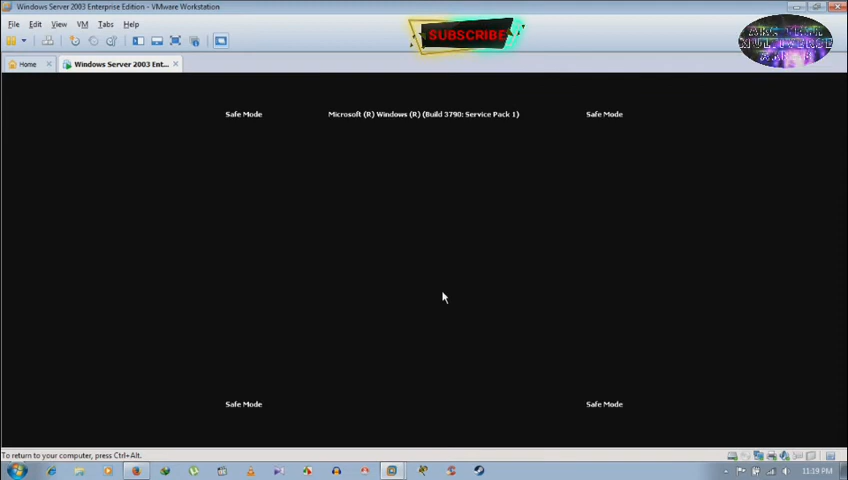 Windows Server 2003 Enterprise Edition - VMware Workstation
File Edit View VM Tabs Help
SUBSCRIBE
Home
Windows Server 2003 Ent...
MULTIVERSE
Safe Mode Microsoft (R) Windows (R) (Build 3790: Service Pack 1) Safe Mode
Safe Mode Safe Mode
To return to your computer, press Ctrl+Alt.
11:19 PM